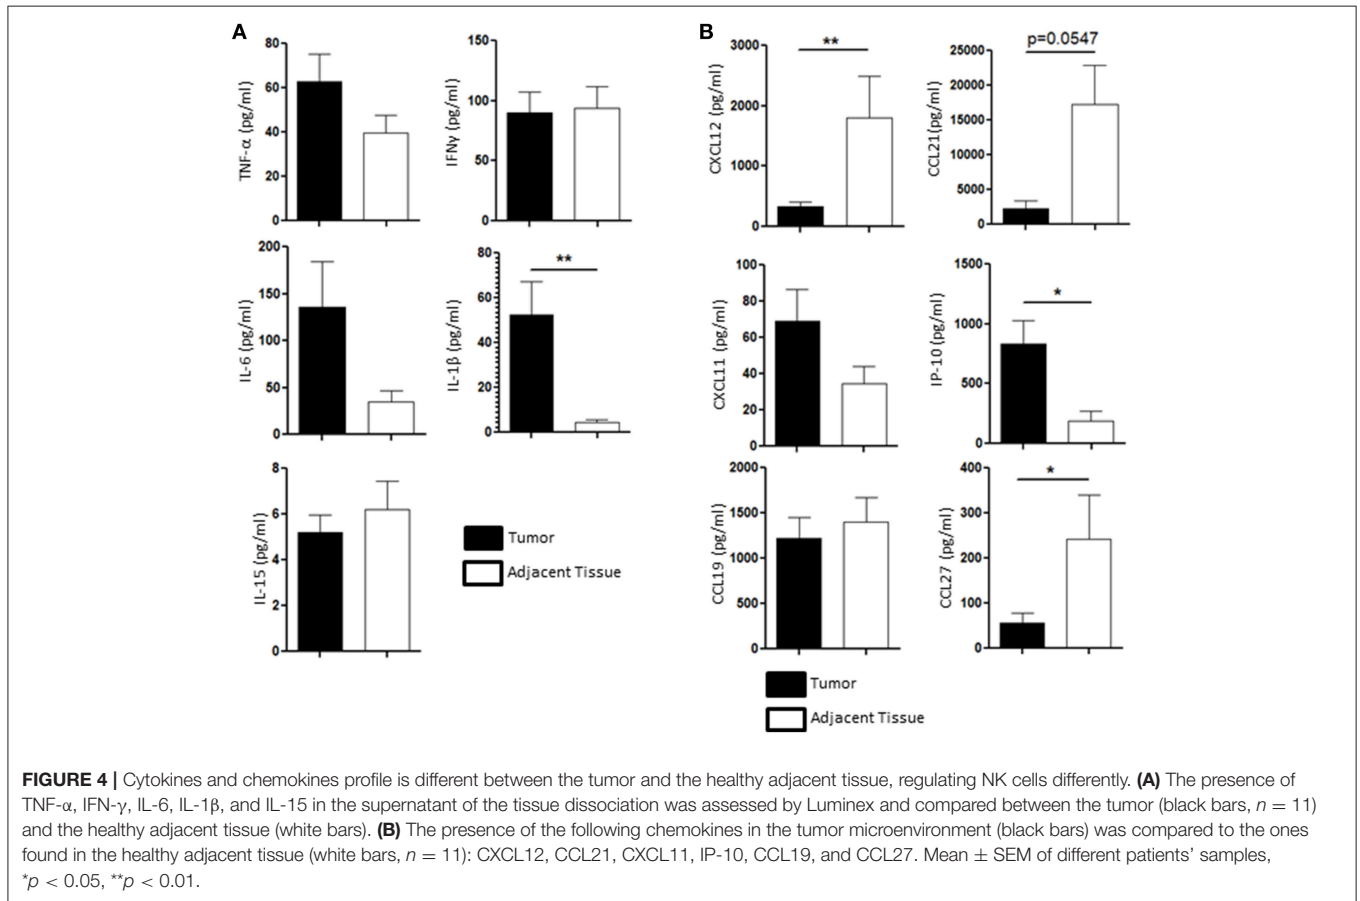 A
TNF-α (pg/ml)
80
60
40
20
0
IFNγ (pg/ml)
150
100
50
0
IL-6 (pg/ml)
200
150
100
50
0
IL-1β (pg/ml)
80
60
40
20
0
**
IL-15 (pg/ml)
8
6
4
2
0
Tumor
Adjacent Tissue
B
CXCL12 (pg/ml)
3000
2000
1000
0
**
CCL21(pg/ml)
25000
20000
15000
10000
5000
0
p=0.0547
CXCL11 (pg/ml)
100
80
60
40
20
0
IP-10 (pg/ml)
1500
1000
500
0
*
CCL19 (pg/ml)
2000
1500
1000
500
0
CCL27 (pg/ml)
400
300
200
100
0
*
Tumor
Adjacent Tissue
FIGURE 4 | Cytokines and chemokines profile is different between the tumor and the healthy adjacent tissue, regulating NK cells differently. (A) The presence of
TNF-α, IFN-γ, IL-6, IL-1β, and IL-15 in the supernatant of the tissue dissociation was assessed by Luminex and compared between the tumor (black bars, n = 11)
and the healthy adjacent tissue (white bars). (B) The presence of the following chemokines in the tumor microenvironment (black bars) was compared to the ones
found in the healthy adjacent tissue (white bars, n = 11): CXCL12, CCL21, CXCL11, IP-10, CCL19, and CCL27. Mean ± SEM of different patients' samples,
*p < 0.05, **p < 0.01.